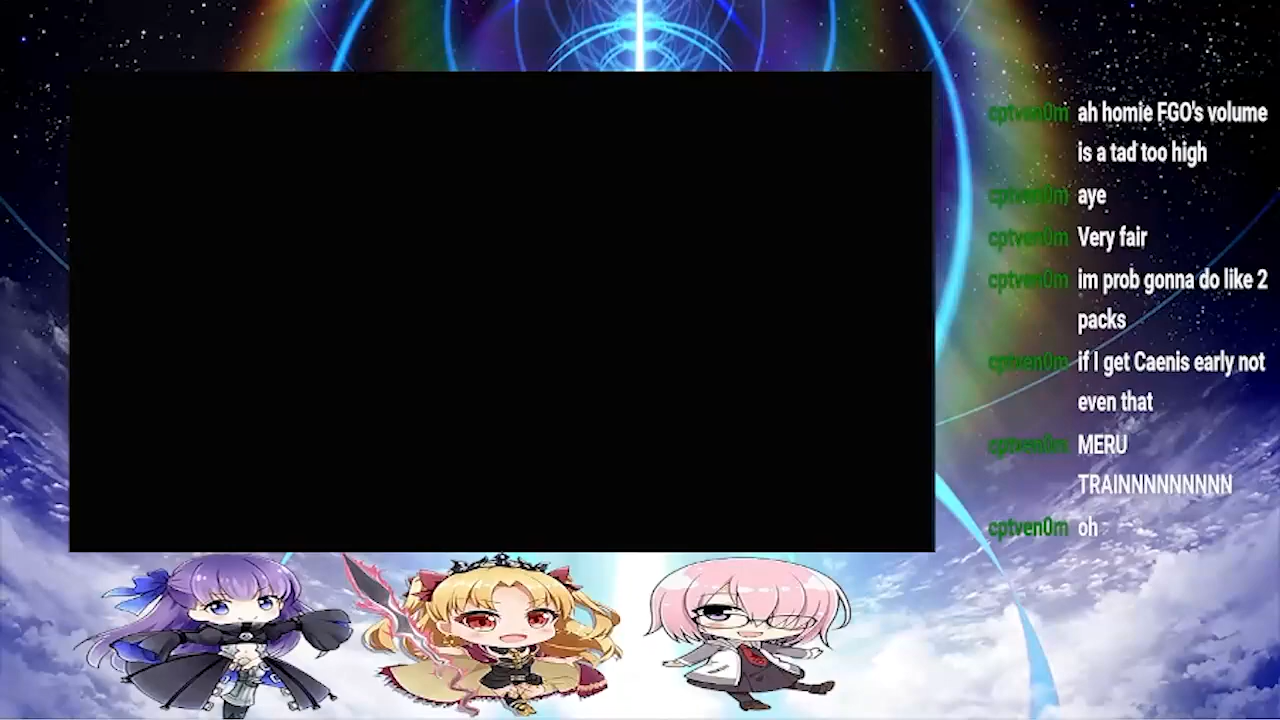 cptven0m ah homie FGO's volume
is a tad too high
cptven0m aye
cptven0m Very fair
cptven0m im prob gonna do like 2
packs
cptven0m if I get Caenis early not
even that
cptven0m MERU
TRAINNNNNNNNN
cptven0m oh